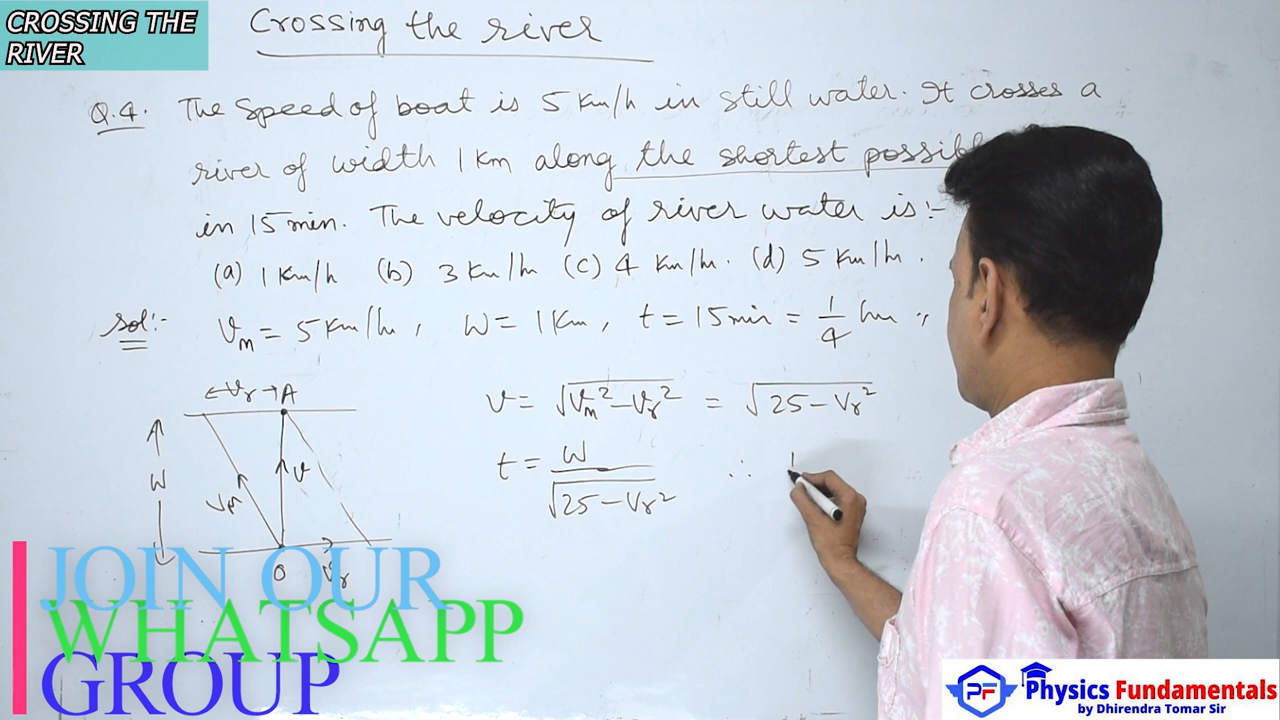 CROSSING THE
RIVER
Crossing the river
Q.4. The speed of boat is 5 Km/h in still water. It crosses a
river of width 1 Km along the shortest possib
in 15 min. The velocity of river water is:-
(a) 1 Km/h (b) 3 Km/h (c) 4 Km/h. (d) 5 Km/h.
Sol:- Vm = 5 Km/h, W = 1 Km, t = 15 min = 1/4 hr,
←Vr→ A
V = √Vm² - Vr² = √25 - Vr²
W
V
t = W/√25 - Vr² ∴ 1
O
Vr
JOIN OUR
WHATSAPP
GROUP
PF Physics Fundamentals
by Dhirendra Tomar Sir